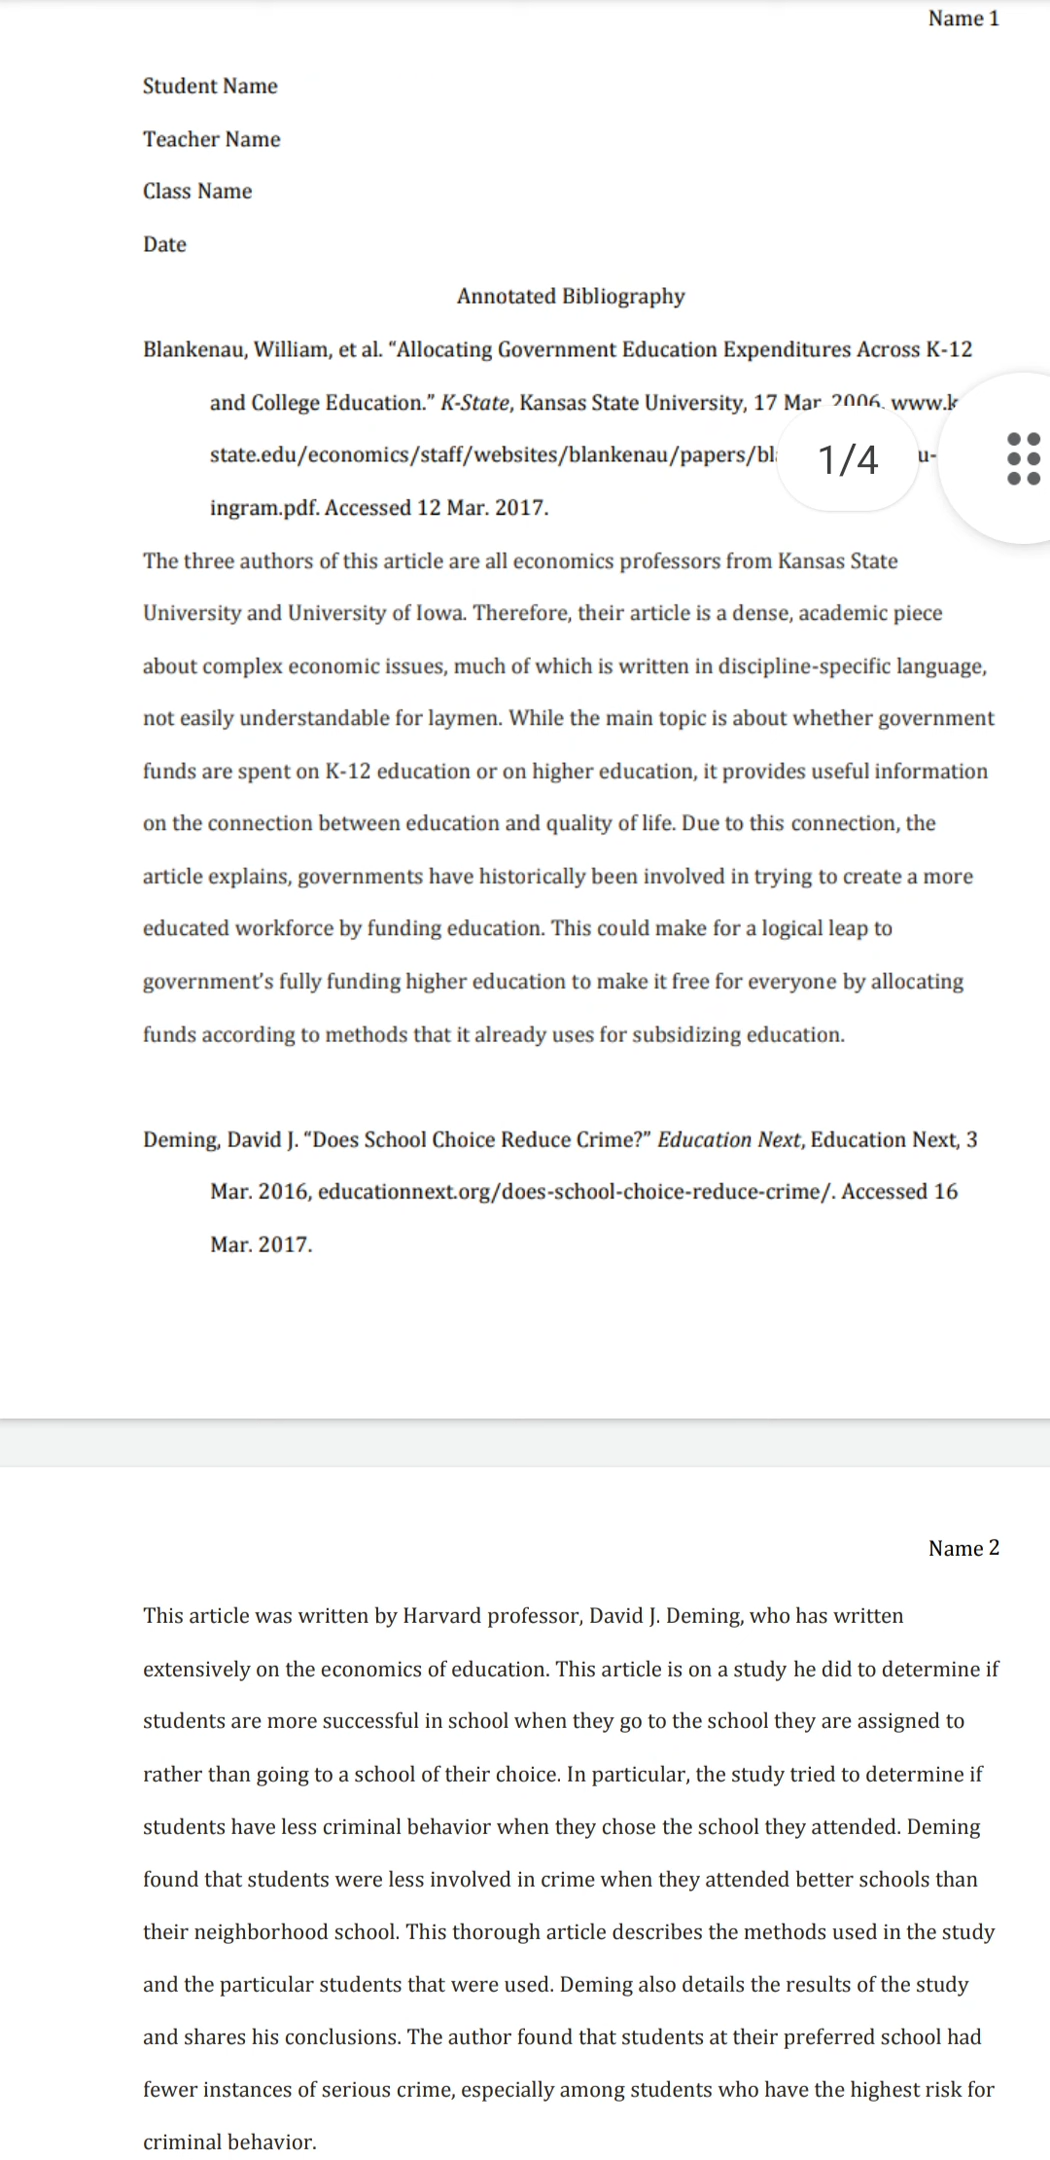 Name 1
Student Name
Teacher Name
Class Name
Date
Annotated Bibliography
Blankenau, William, et al. “Allocating Government Education Expenditures Across K-12
and College Education.” K-State, Kansas State University, 17 Mar 2006. www.k
state.edu/economics/staff/websites/blankenau/papers/bl
1/4
u-
ingram.pdf. Accessed 12 Mar. 2017.
The three authors of this article are all economics professors from Kansas State
University and University of Iowa. Therefore, their article is a dense, academic piece
about complex economic issues, much of which is written in discipline-specific language,
not easily understandable for laymen. While the main topic is about whether government
funds are spent on K-12 education or on higher education, it provides useful information
on the connection between education and quality of life. Due to this connection, the
article explains, governments have historically been involved in trying to create a more
educated workforce by funding education. This could make for a logical leap to
government’s fully funding higher education to make it free for everyone by allocating
funds according to methods that it already uses for subsidizing education.
Deming, David J. “Does School Choice Reduce Crime?” Education Next, Education Next, 3
Mar. 2016, educationnext.org/does-school-choice-reduce-crime/. Accessed 16
Mar. 2017.
Name 2
This article was written by Harvard professor, David J. Deming, who has written
extensively on the economics of education. This article is on a study he did to determine if
students are more successful in school when they go to the school they are assigned to
rather than going to a school of their choice. In particular, the study tried to determine if
students have less criminal behavior when they chose the school they attended. Deming
found that students were less involved in crime when they attended better schools than
their neighborhood school. This thorough article describes the methods used in the study
and the particular students that were used. Deming also details the results of the study
and shares his conclusions. The author found that students at their preferred school had
fewer instances of serious crime, especially among students who have the highest risk for
criminal behavior.